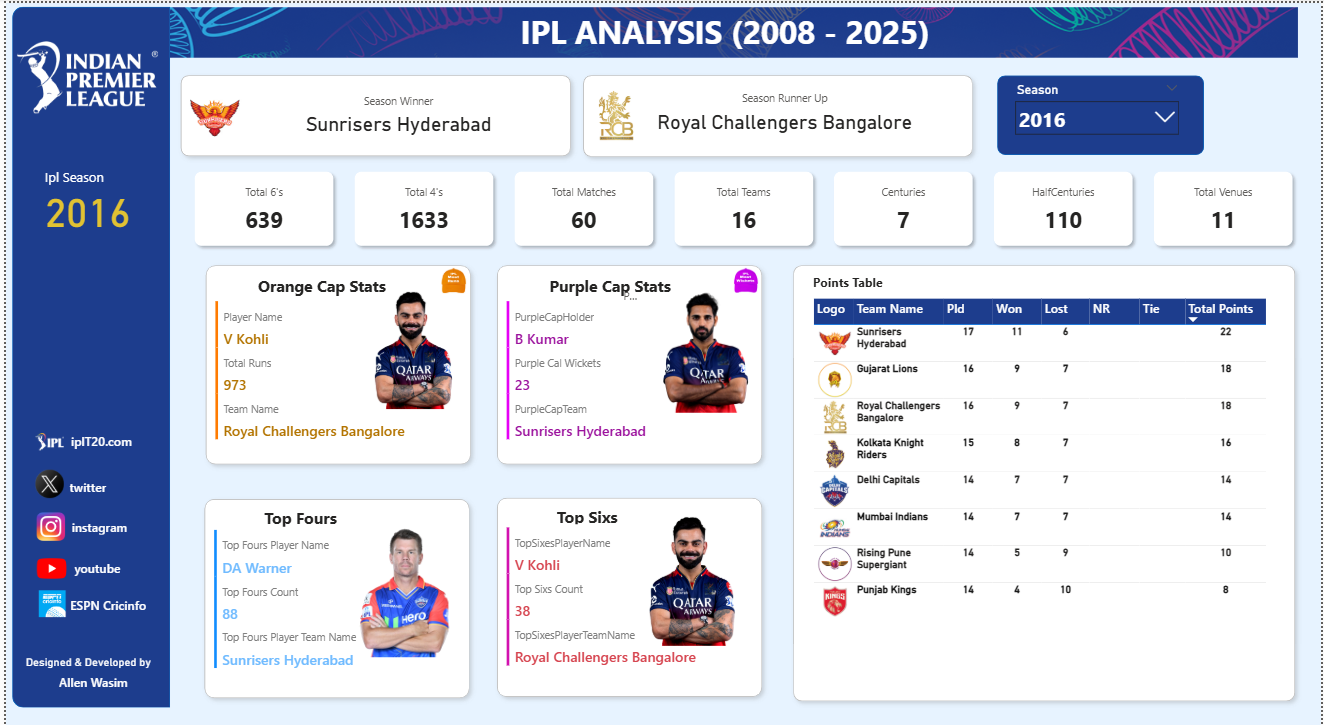 INDIAN
PREMIER
LEAGUE
®
IPL ANALYSIS (2008 - 2025)
Season Winner
Sunrisers Hyderabad
Season Runner Up
Royal Challengers Bangalore
RCB
Season
2016
Ipl Season
2016
Total 6's
639
Total 4's
1633
Total Matches
60
Total Teams
16
Centuries
7
HalfCenturies
110
Total Venues
11
Orange Cap Stats
Player Name
V Kohli
Total Runs
973
Team Name
Royal Challengers Bangalore
QATAR
AIRWAYS
Purple Cap Stats
P...
PurpleCapHolder
B Kumar
Purple Cal Wickets
23
PurpleCapTeam
Sunrisers Hyderabad
QATAR
AIRWAYS
Top Fours
Top Fours Player Name
DA Warner
Top Fours Count
88
Top Fours Player Team Name
Sunrisers Hyderabad
Hero
Top Sixs
TopSixesPlayerName
V Kohli
Top Sixs Count
38
TopSixesPlayerTeamName
Royal Challengers Bangalore
QATAR
AIRWAYS
Points Table
Logo Team Name Pld Won Lost NR Tie Total Points
Sunrisers Hyderabad 17 11 6 22
Gujarat Lions 16 9 7 18
Royal Challengers Bangalore 16 9 7 18
Kolkata Knight Riders 15 8 7 16
Delhi Capitals 14 7 7 14
Mumbai Indians 14 7 7 14
Rising Pune Supergiant 14 5 9 10
Punjab Kings 14 4 10 8
IPL iplT20.com
twitter
instagram
youtube
ESPN Cricinfo
Designed & Developed by
Allen Wasim